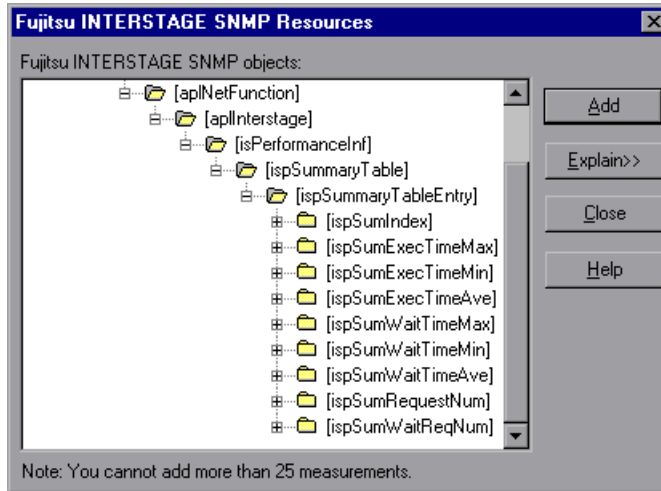 Fujitsu INTERSTAGE SNMP Resources
Fujitsu INTERSTAGE SNMP objects:
[aplNetFunction]
[aplInterstage]
[isPerformanceInf]
[ispSummaryTable]
[ispSummaryTableEntry]
[ispSumIndex]
[ispSumExecTimeMax]
[ispSumExecTimeMin]
[ispSumExecTimeAve]
[ispSumWaitTimeMax]
[ispSumWaitTimeMin]
[ispSumWaitTimeAve]
[ispSumRequestNum]
[ispSumWaitReqNum]
Add
Explain>>
Close
Help
Note: You cannot add more than 25 measurements.